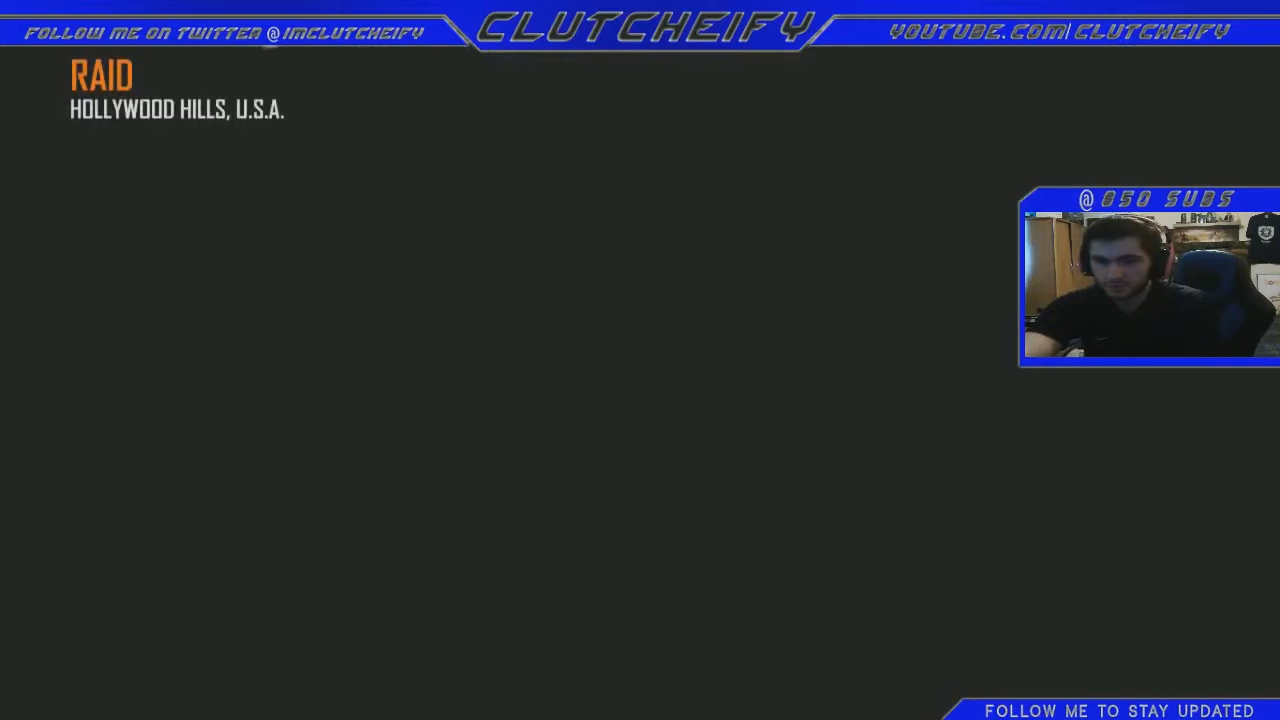 FOLLOW ME ON TWITTER @IMCLUTCHEIFY
CLUTCHEIFY
YOUTUBE.COM/CLUTCHEIFY
RAID
HOLLYWOOD HILLS, U.S.A.
@ 850 SUBS
FOLLOW ME TO STAY UPDATED